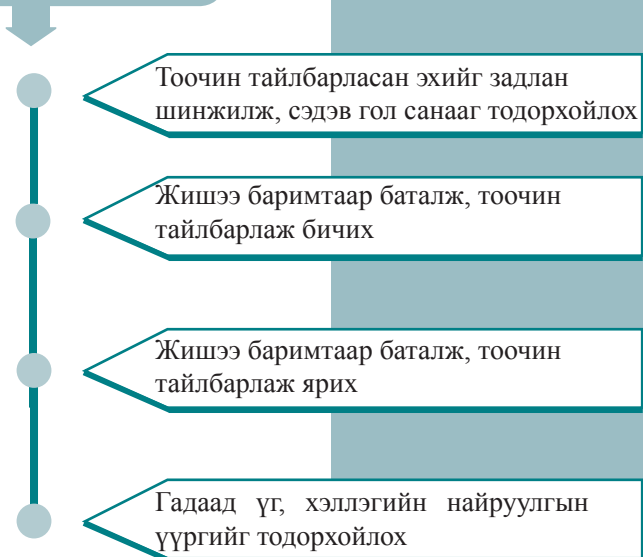 Тоочин тайлбарласан эхийг задлан
шинжилж, сэдэв гол санааг тодорхойлох
Жишээ баримтаар баталж, тоочин
тайлбарлаж бичих
Жишээ баримтаар баталж, тоочин
тайлбарлаж ярих
Гадаад үг, хэллэгийн найруулгын
үүргийг тодорхойлох